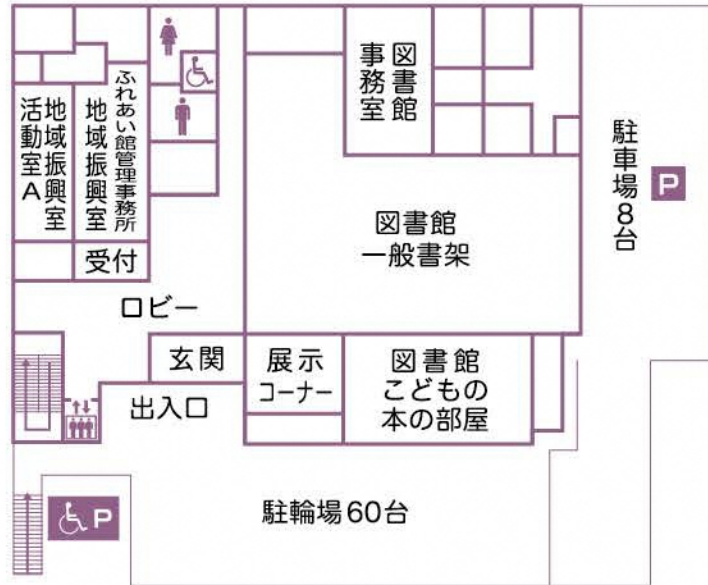 図書館
事務室
ふれあい館管理事務所
地域振興室
地域振興室
活動室A
受付
駐車場8台
P
図書館
一般書架
ロビー
玄関
展示
コーナー
図書館
こどもの
本の部屋
出入口
P
駐輪場60台